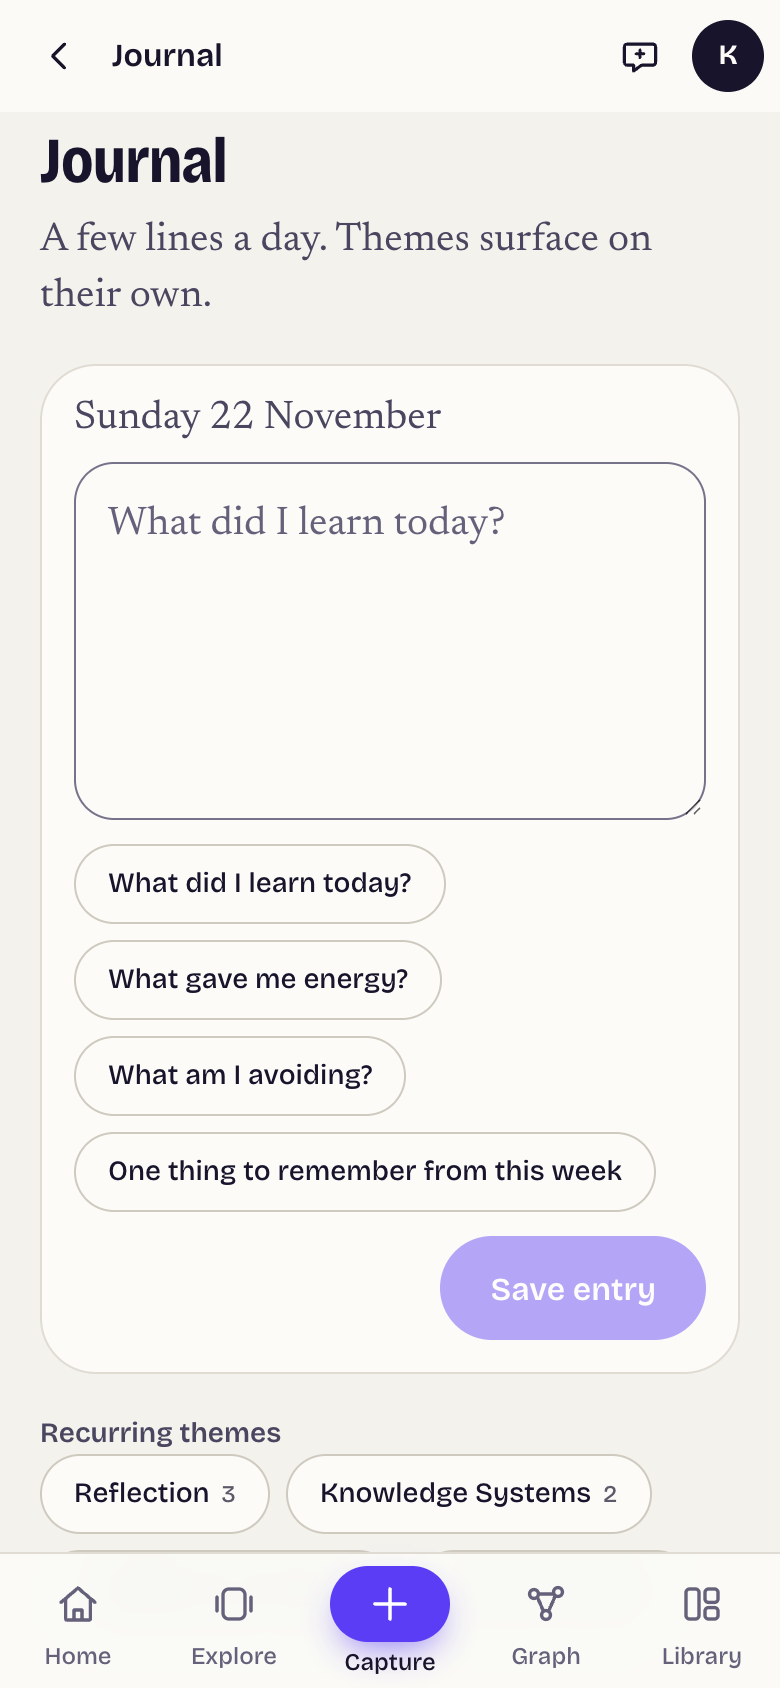 Journal
K
Journal
A few lines a day. Themes surface on
their own.
Sunday 22 November
What did I learn today?
What did I learn today?
What gave me energy?
What am I avoiding?
One thing to remember from this week
Save entry
Recurring themes
Reflection 3
Knowledge Systems 2
Home
Explore
Capture
Graph
Library